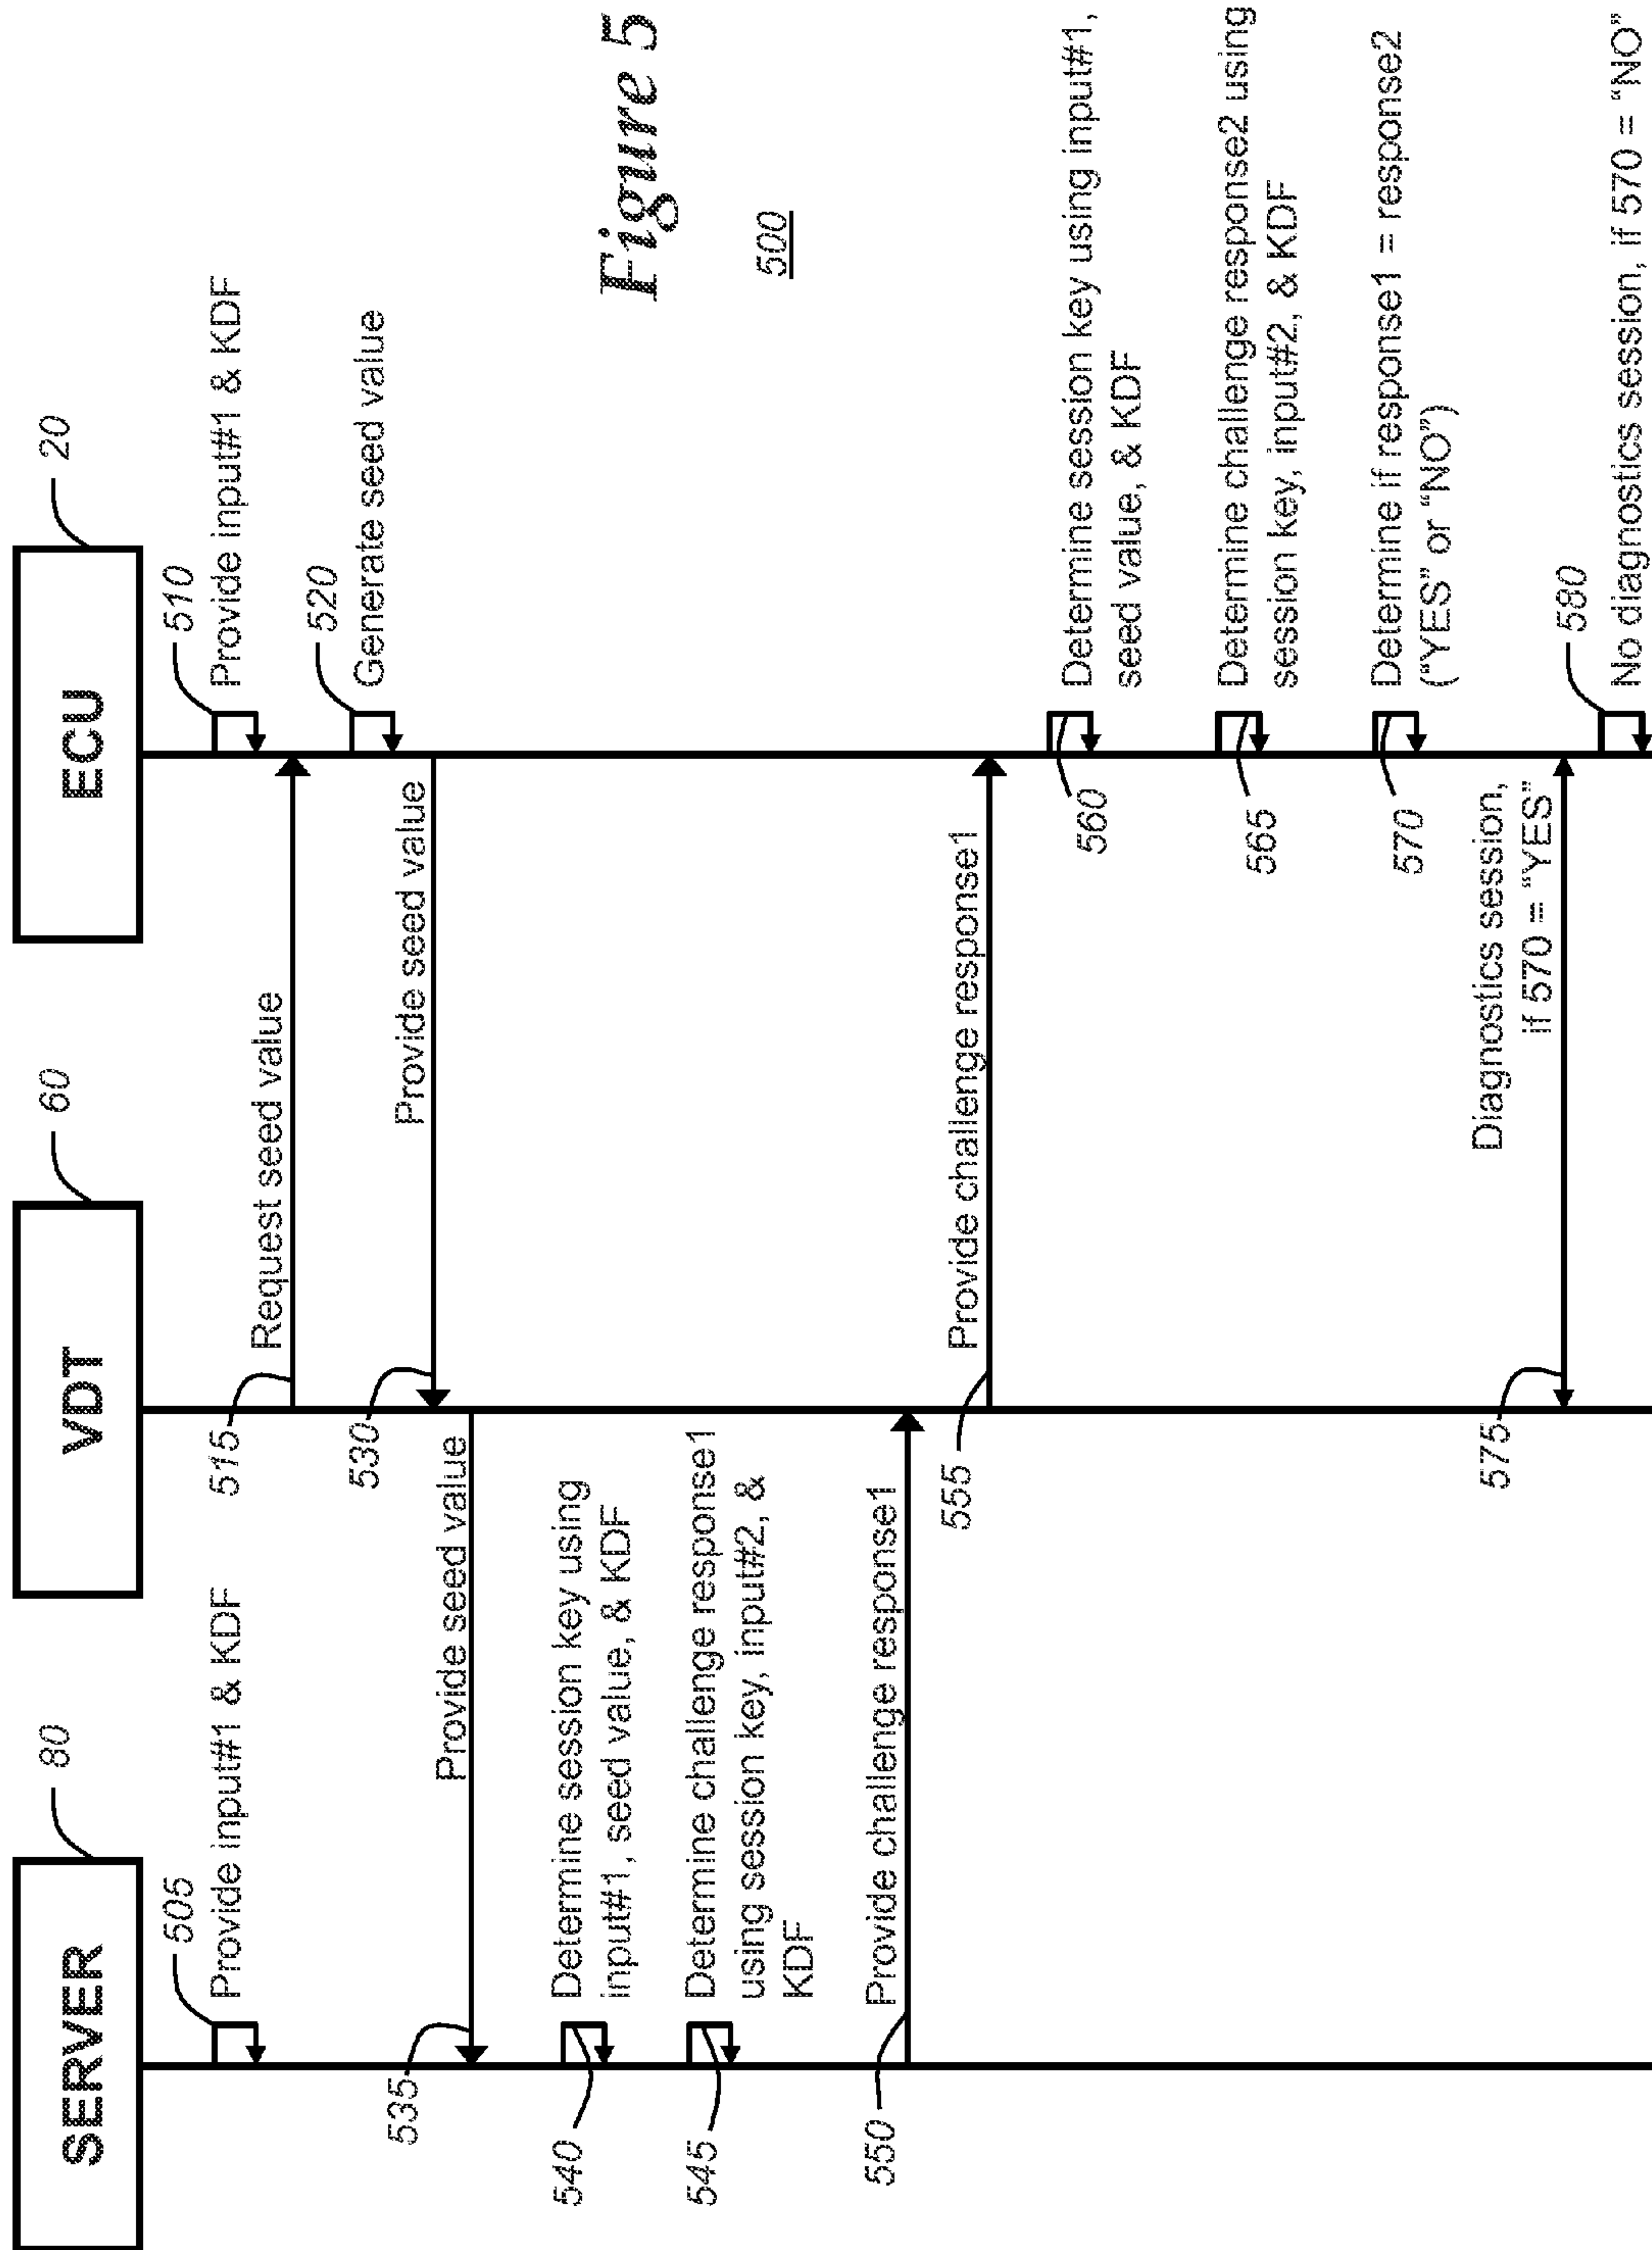 SERVER
80
VDT
60
ECU
20
505
Provide input#1 & KDF
510
Provide input#1 & KDF
515
Request seed value
520
Generate seed value
530
Provide seed value
535
Provide seed value
540
Determine session key using
input#1, seed value, & KDF
545
Determine challenge response1
using session key, input#2, &
KDF
550
Provide challenge response1
555
Provide challenge response1
560
Determine session key using input#1,
seed value, & KDF
565
Determine challenge response2 using
session key, input#2, & KDF
570
Determine if response1 = response2
("YES" or "NO")
575
Diagnostics session,
if 570 = "YES"
580
No diagnostics session, if 570 = "NO"
Figure 5
500